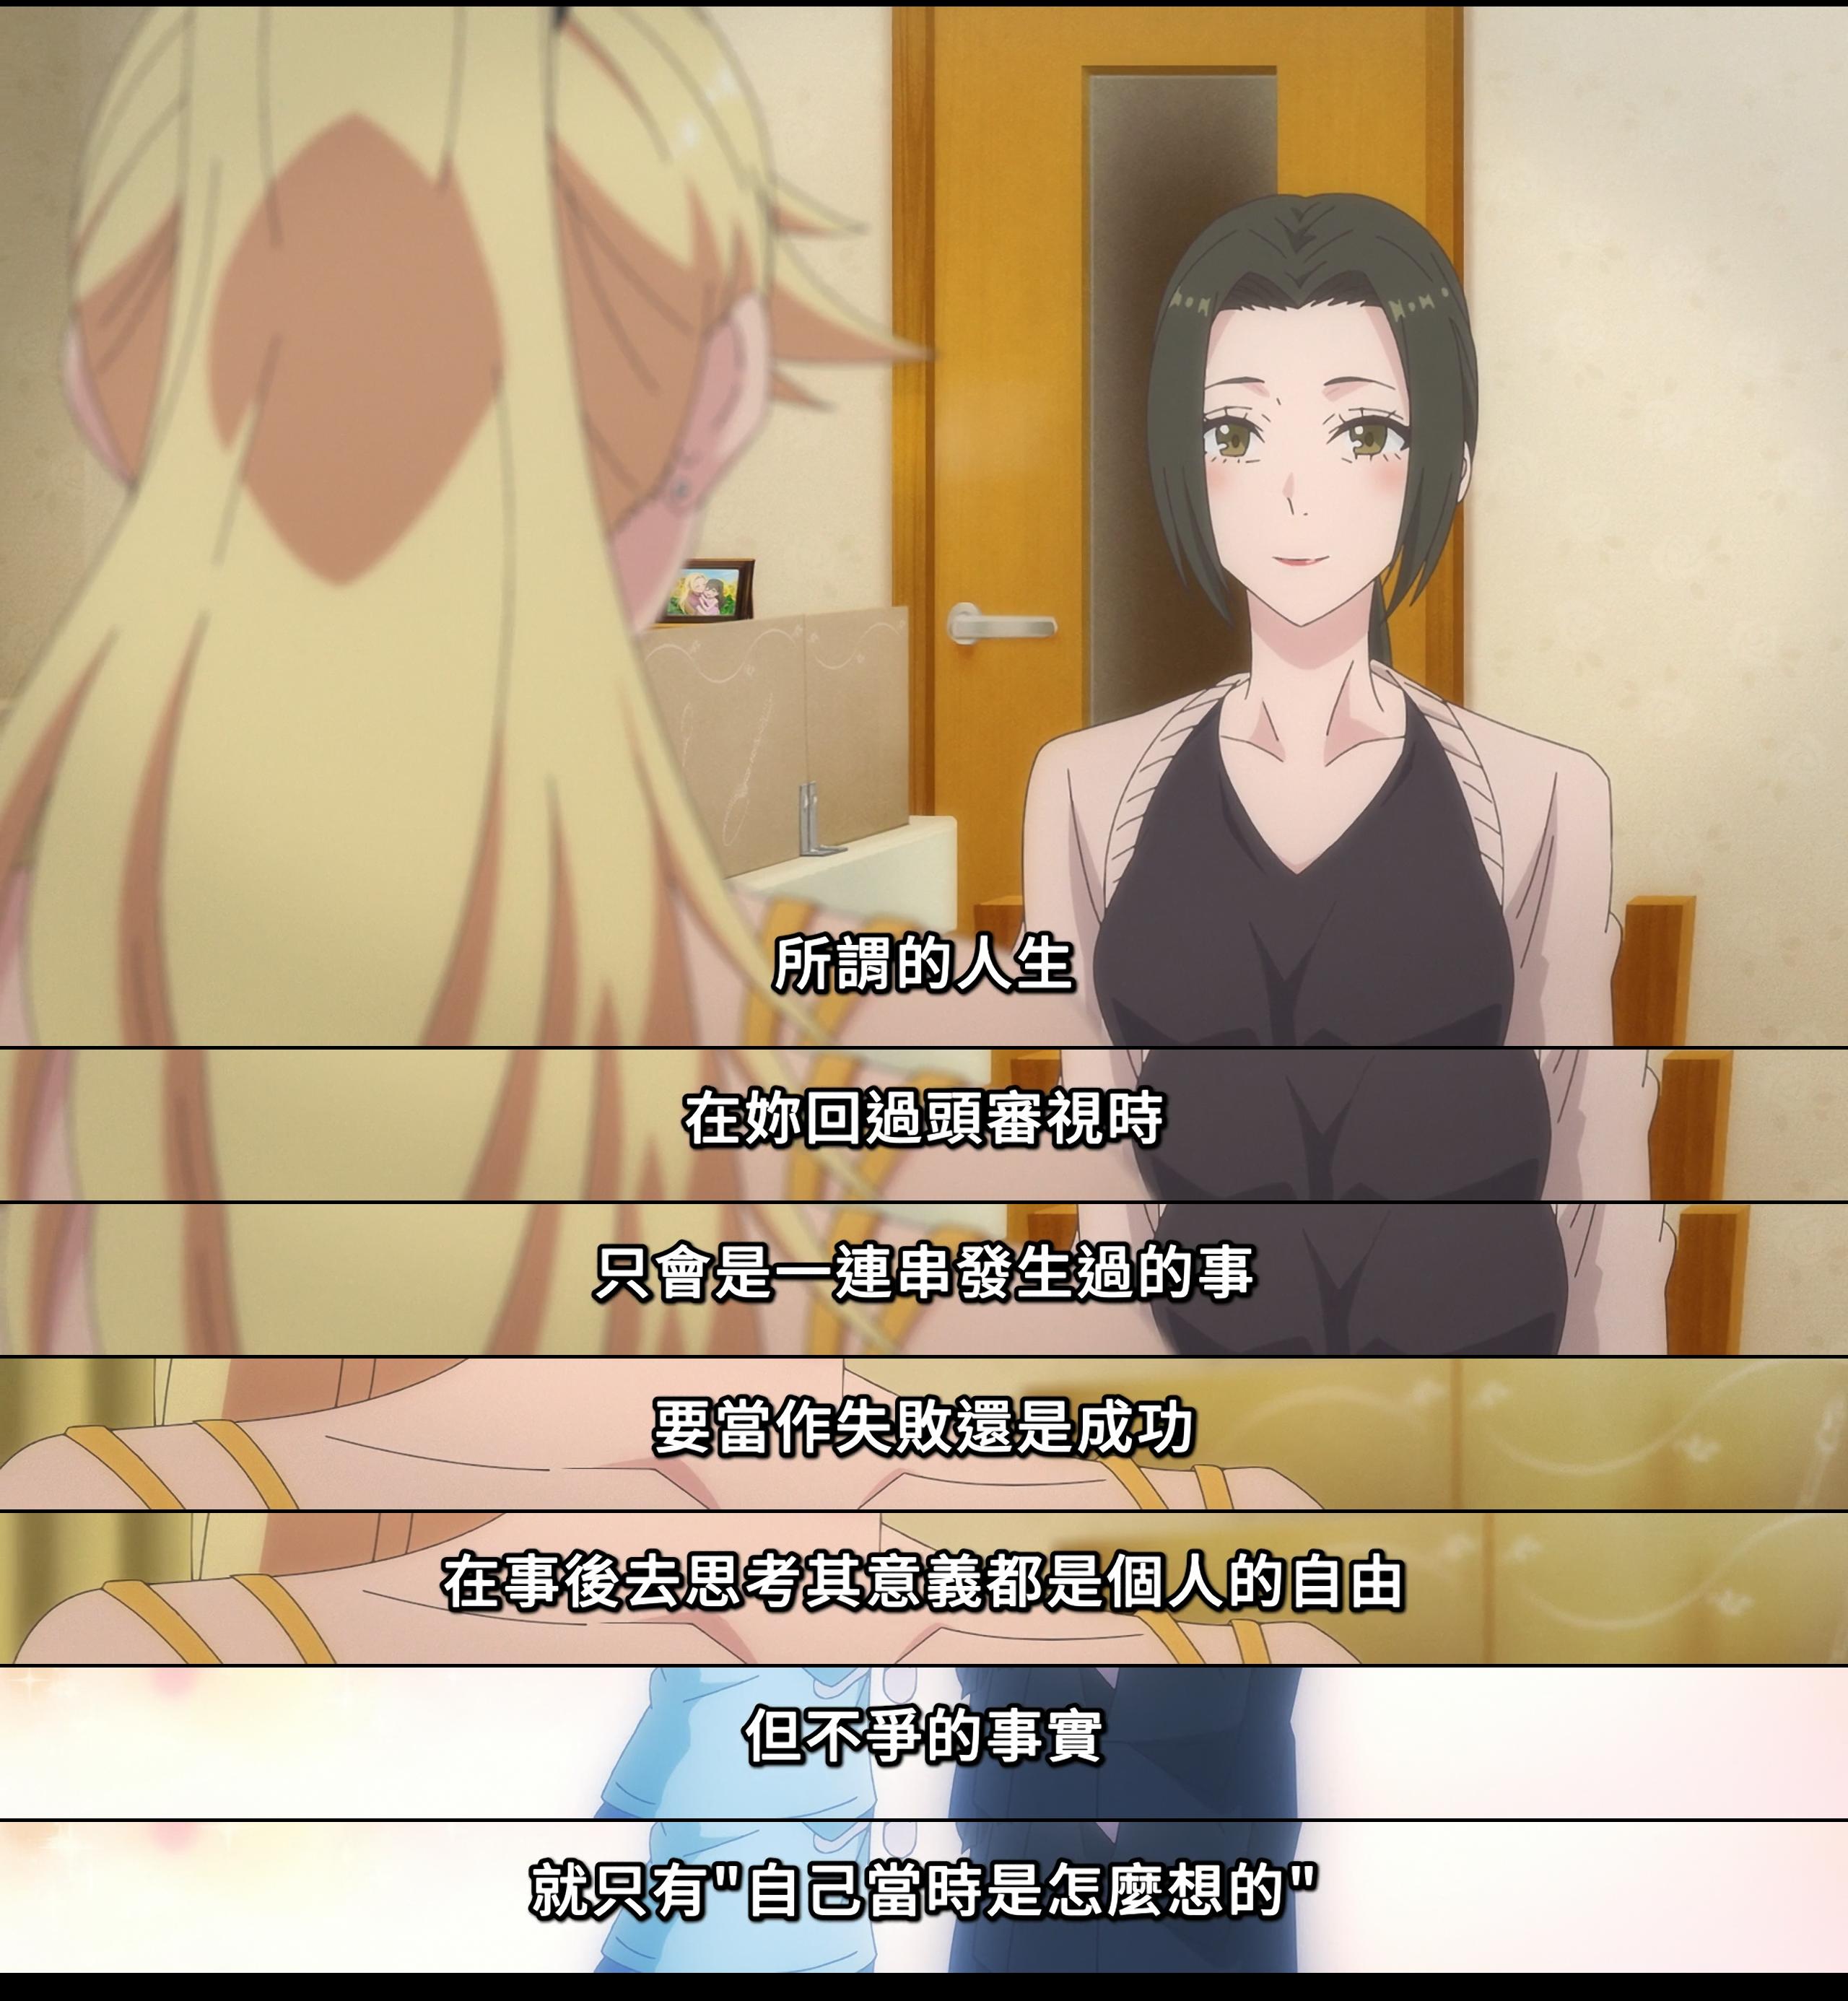 所謂的人生
在妳回過頭審視時
只會是一連串發生過的事
要當作失敗還是成功
在事後去思考其意義都是個人的自由
但不爭的事實
就只有"自己當時是怎麼想的"